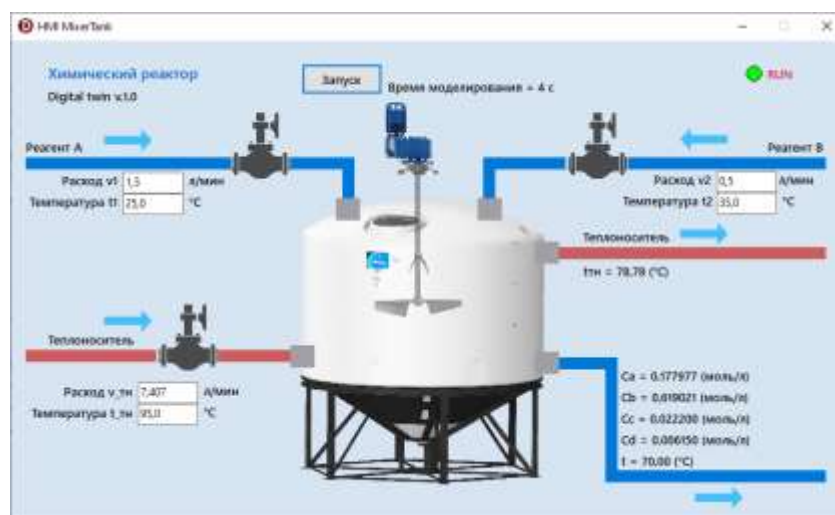 HMI MixerTank
Химический реактор
Digital twin v.1.0
Запуск
Время моделирования = 4 с
RUN
Реагент A
Реагент B
Расход v1 1,5 л/мин
Температура t1 25,0 °C
Расход v2 0,5 л/мин
Температура t2 35,0 °C
Теплоноситель
tтн = 78,78 (°C)
Теплоноситель
Расход v_тн 7,407 л/мин
Температура t_тн 95,0 °C
Ca = 0.177977 (моль/л)
Cb = 0.019021 (моль/л)
Cc = 0.022200 (моль/л)
Cd = 0.006150 (моль/л)
t = 70,00 (°C)